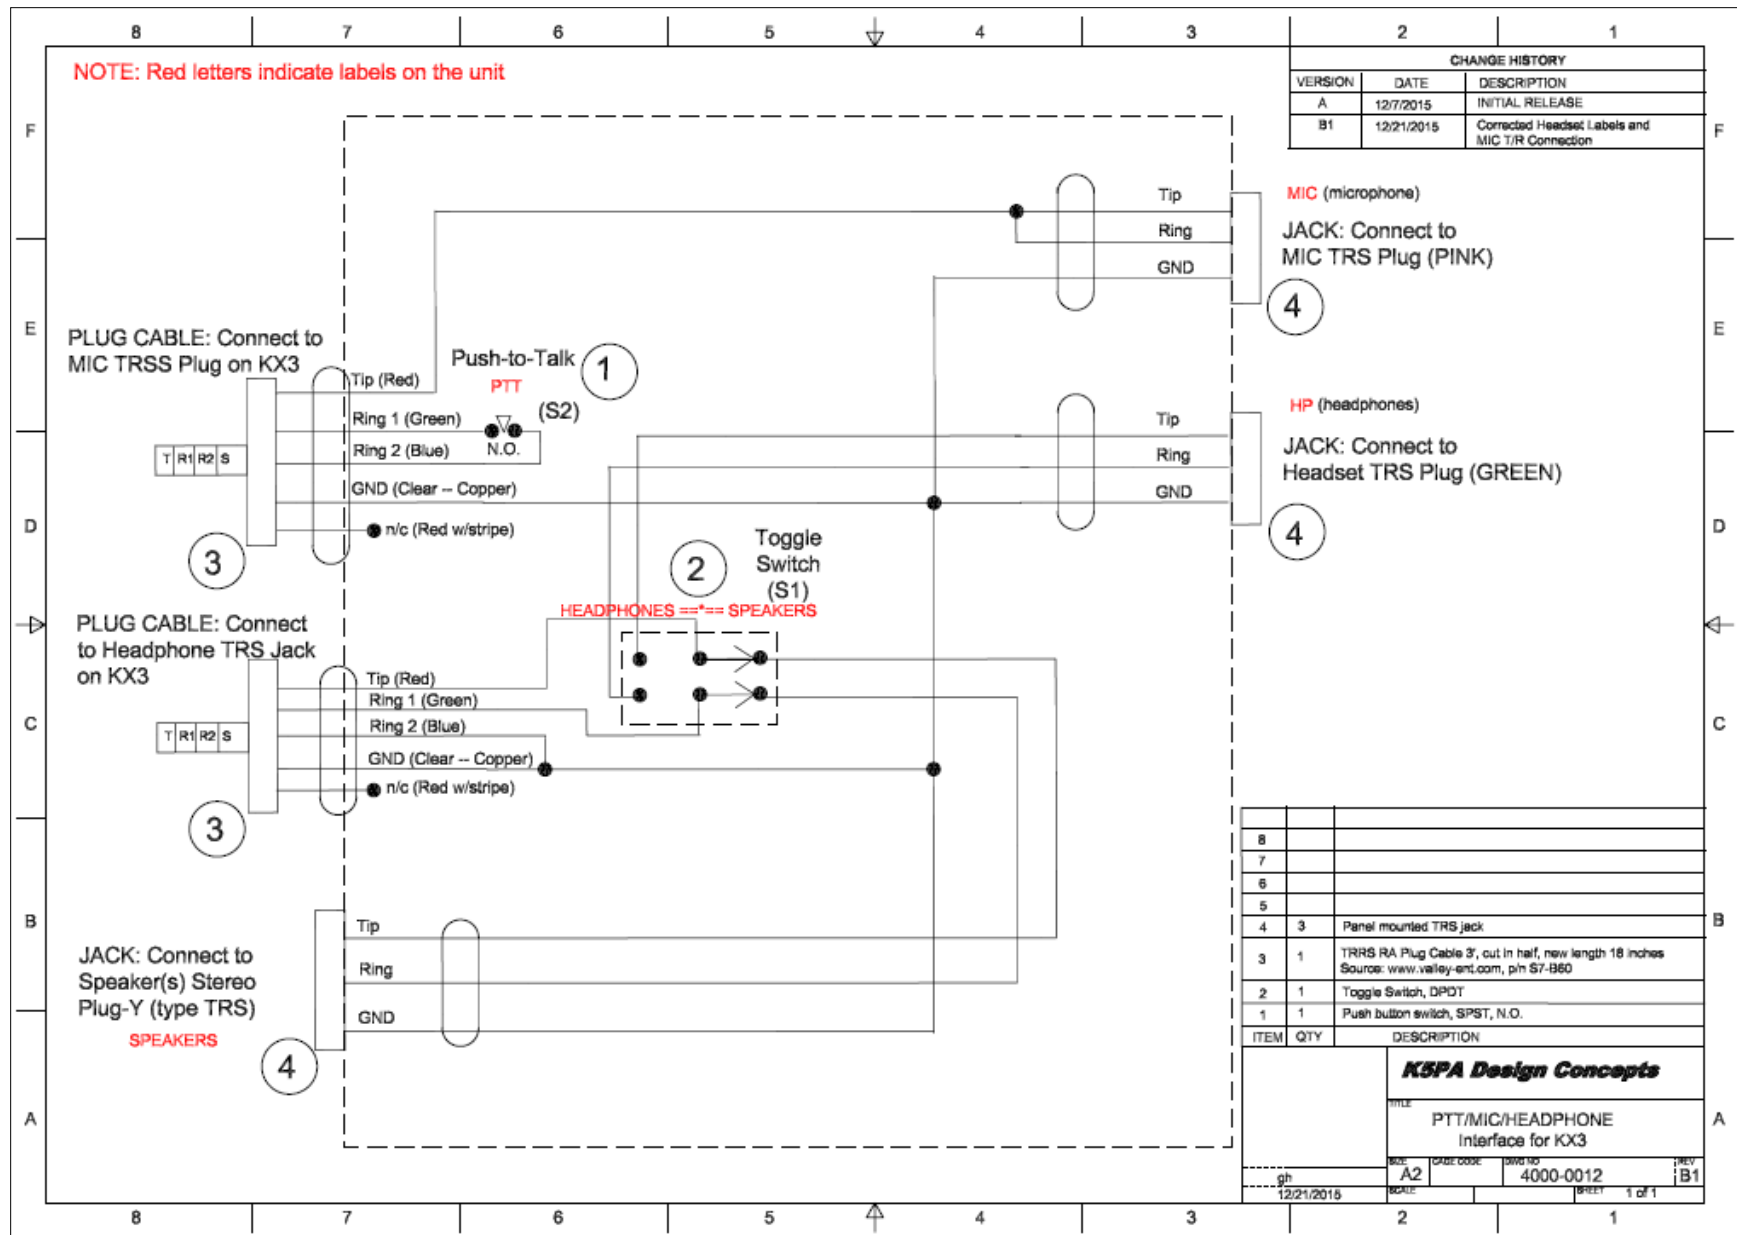 8 7 6 5 4 3 2 1
NOTE: Red letters indicate labels on the unit
CHANGE HISTORY
VERSION DATE DESCRIPTION
A 12/7/2015 INITIAL RELEASE
B1 12/21/2015 Corrected Headset Labels and
MIC T/R Connection
F F
Tip
Ring
GND
MIC (microphone)
JACK: Connect to
MIC TRS Plug (PINK)
4
E E
PLUG CABLE: Connect to
MIC TRSS Plug on KX3
Tip (Red)
Ring 1 (Green)
Ring 2 (Blue)
GND (Clear -- Copper)
n/c (Red w/stripe)
T R1 R2 S
3
Push-to-Talk
PTT
(S2)
N.O.
1
Tip
Ring
GND
HP (headphones)
JACK: Connect to
Headset TRS Plug (GREEN)
4
D D
2
Toggle
Switch
(S1)
HEADPHONES ==*== SPEAKERS
PLUG CABLE: Connect
to Headphone TRS Jack
on KX3
Tip (Red)
Ring 1 (Green)
Ring 2 (Blue)
GND (Clear -- Copper)
n/c (Red w/stripe)
T R1 R2 S
3
C C
B B
JACK: Connect to
Speaker(s) Stereo
Plug-Y (type TRS)
SPEAKERS
Tip
Ring
GND
4
8
7
6
5
4 3 Panel mounted TRS jack
3 1 TRRS RA Plug Cable 3', cut in half, new length 18 inches
Source: www.valley-ent.com, p/n S7-B60
2 1 Toggle Switch, DPDT
1 1 Push button switch, SPST, N.O.
ITEM QTY DESCRIPTION
K5PA Design Concepts
TITLE
PTT/MIC/HEADPHONE
Interface for KX3
A A
SIZE CAGE CODE DWG NO REV
A2 4000-0012 B1
gh
12/21/2015 SCALE SHEET 1 of 1
8 7 6 5 4 3 2 1